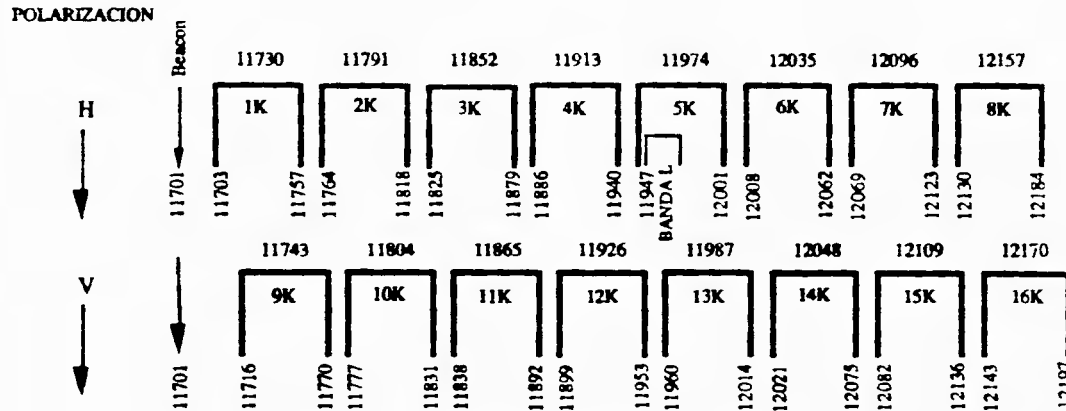 POLARIZACION
Beacon
11730 11791 11852 11913 11974 12035 12096 12157
H
1K 2K 3K 4K 5K 6K 7K 8K
11701 11703 11757 11764 11818 11825 11879 11886 11940 11947 BANDA L 12001 12008 12062 12069 12123 12130 12184
11743 11804 11865 11926 11987 12048 12109 12170
V
9K 10K 11K 12K 13K 14K 15K 16K
11701 11716 11770 11777 11831 11838 11892 11899 11953 11960 12014 12021 12075 12082 12136 12143 12197